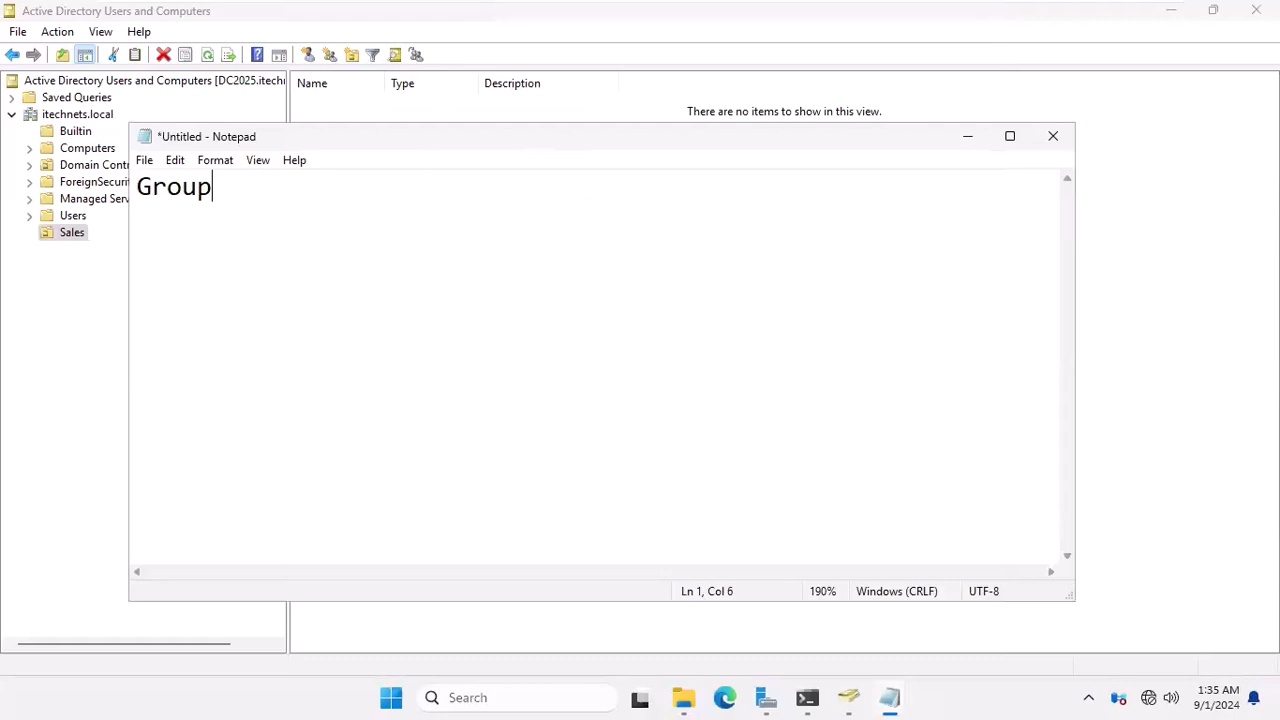 Active Directory Users and Computers
File Action View Help
Active Directory Users and Computers [DC2025.itechn
Saved Queries
itechnets.local
Builtin
Computers
Domain Contr
ForeignSecuri
Managed Serv
Users
Sales
Name Type Description
There are no items to show in this view.
*Untitled - Notepad
File Edit Format View Help
Group
Ln 1, Col 6 190% Windows (CRLF) UTF-8
Search
1:35 AM
9/1/2024